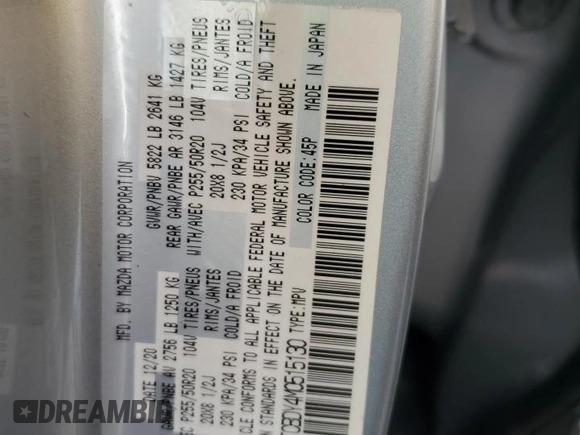 MFD. BY MAZDA MOTOR CORPORATION
DATE 12/20 GVWR/PNBV 5822 LB 2641 KG
GAWR/PNBE AV 2756 LB 1250 KG REAR GAWR/PNBE AR 3146 LB 1427 KG
P255/50R20 104V TIRES/PNEUS WITH/AVEC P255/50R20 104V TIRES/PNEUS
20X8 1/2J RIMS/JANTES 20X8 1/2J RIMS/JANTES
230 KPA/34 PSI COLD/A FROID 230 KPA/34 PSI COLD/A FROID
CONFORMS TO ALL APPLICABLE FEDERAL MOTOR VEHICLE SAFETY AND THEFT
STANDARDS IN EFFECT ON THE DATE OF MANUFACTURE SHOWN ABOVE.
TYPE:MPV COLOR CODE:45P MADE IN JAPAN
DREAMBID